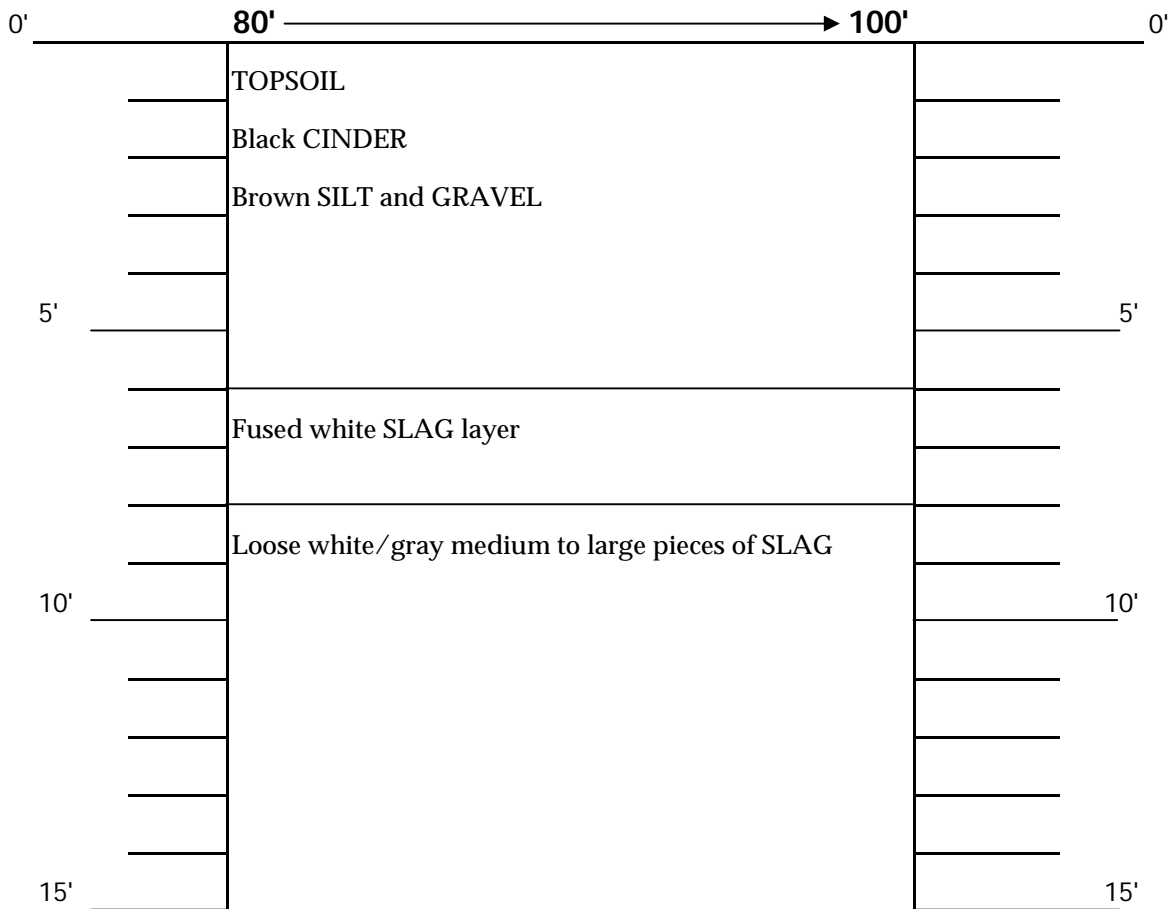 0' 80' 100' 0'
TOPSOIL
Black CINDER
Brown SILT and GRAVEL
5' 5'
Fused white SLAG layer
Loose white/gray medium to large pieces of SLAG
10' 10'
15' 15'